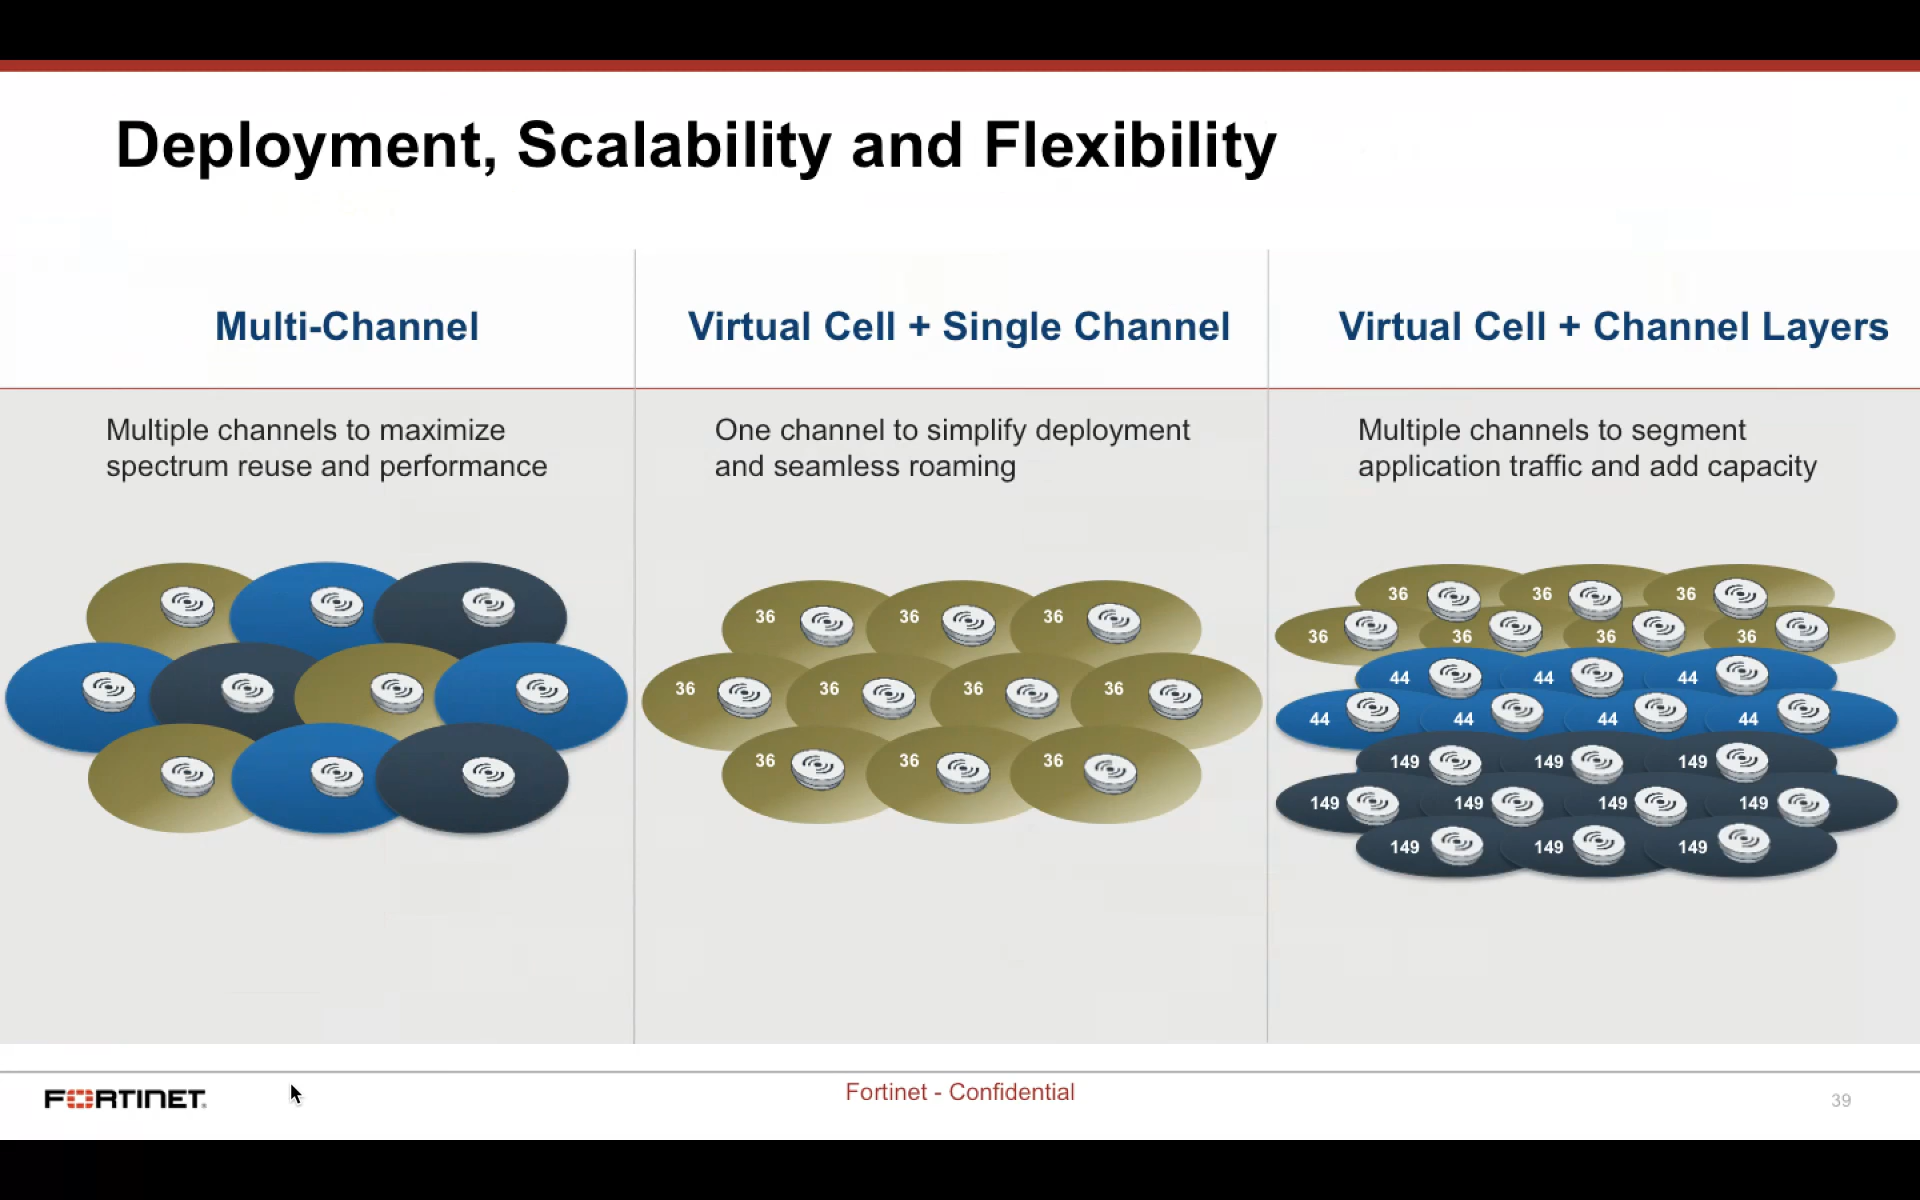 Deployment, Scalability and Flexibility
Multi-Channel
Virtual Cell + Single Channel
Virtual Cell + Channel Layers
Multiple channels to maximize
spectrum reuse and performance
One channel to simplify deployment
and seamless roaming
Multiple channels to segment
application traffic and add capacity
36 36 36
36 36 36 36
36 36 36
36 36 36
36 36 36 36
44 44 44
44 44 44 44
149 149 149
149 149 149 149
149 149 149
FORTINET
Fortinet - Confidential
39